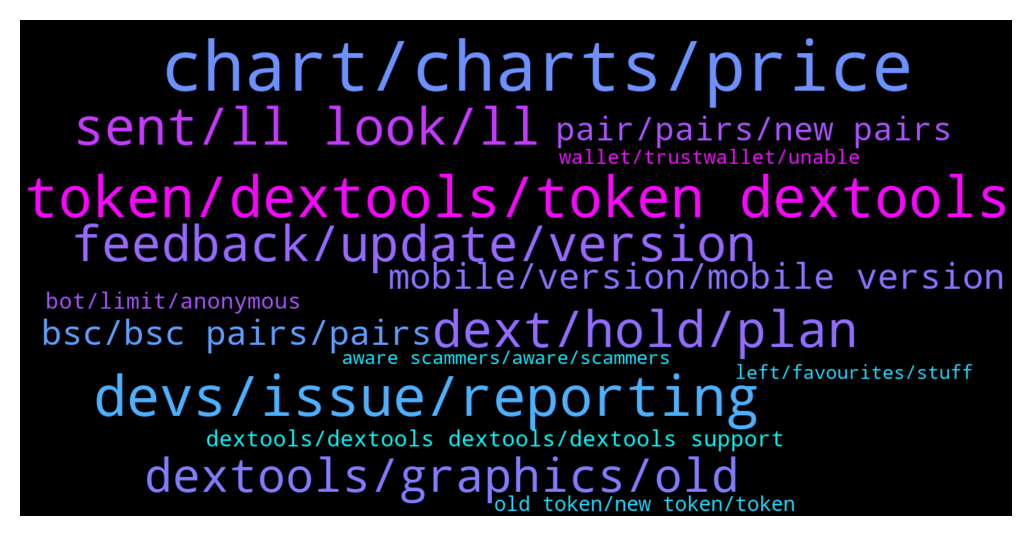 chart/charts/price
sent/ll look/ll
pair/pairs/new pairs
wallet/trustwallet/unable
token/dextools/token dextools
feedback/update/version
mobile/version/mobile version
bot/limit/anonymous
bsc/bsc pairs/pairs
dext/hold/plan
aware scammers/aware/scammers
left/favourites/stuff
devs/issue/reporting
dextools/dextools dextools/dextools support
dextools/graphics/old
old token/new token/token